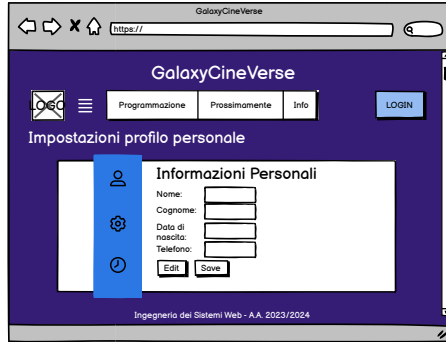 GalaxyCineVerse
https://
GalaxyCineVerse
LOGO
Programmazione
Prossimamente
Info
LOGIN
Impostazioni profilo personale
Informazioni Personali
Nome:
Cognome:
Data di
nascita:
Telefono:
Edit
Save
Ingegneria dei Sistemi Web - A.A. 2023/2024